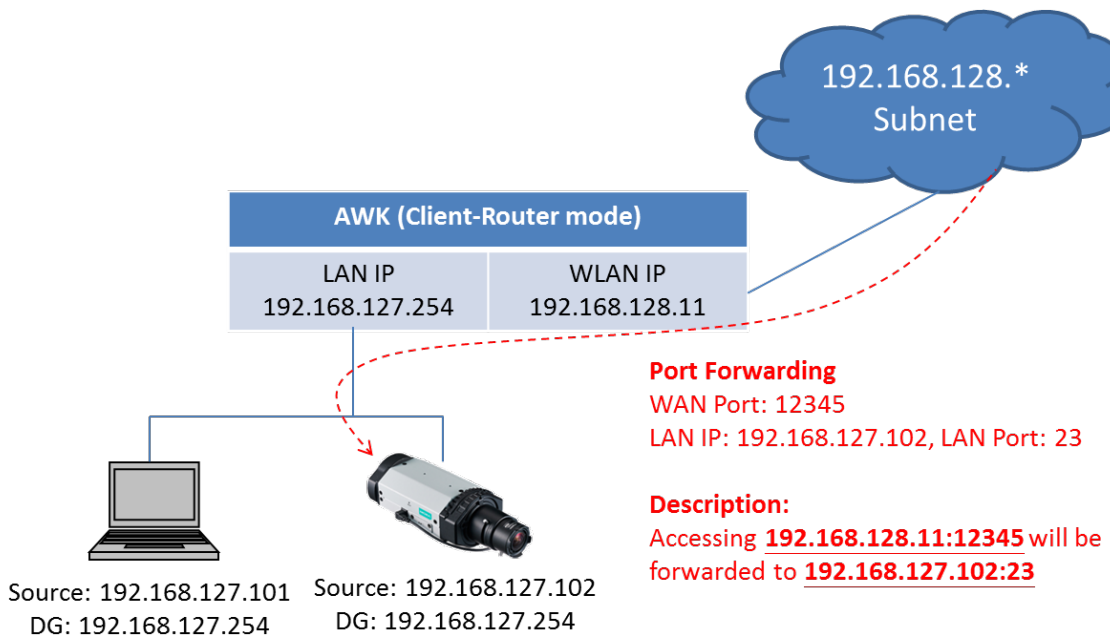 192.168.128.*
Subnet
AWK (Client-Router mode)
LAN IP
192.168.127.254
WLAN IP
192.168.128.11
Port Forwarding
WAN Port: 12345
LAN IP: 192.168.127.102, LAN Port: 23
Description:
Accessing 192.168.128.11:12345 will be
forwarded to 192.168.127.102:23
Source: 192.168.127.101
DG: 192.168.127.254
Source: 192.168.127.102
DG: 192.168.127.254